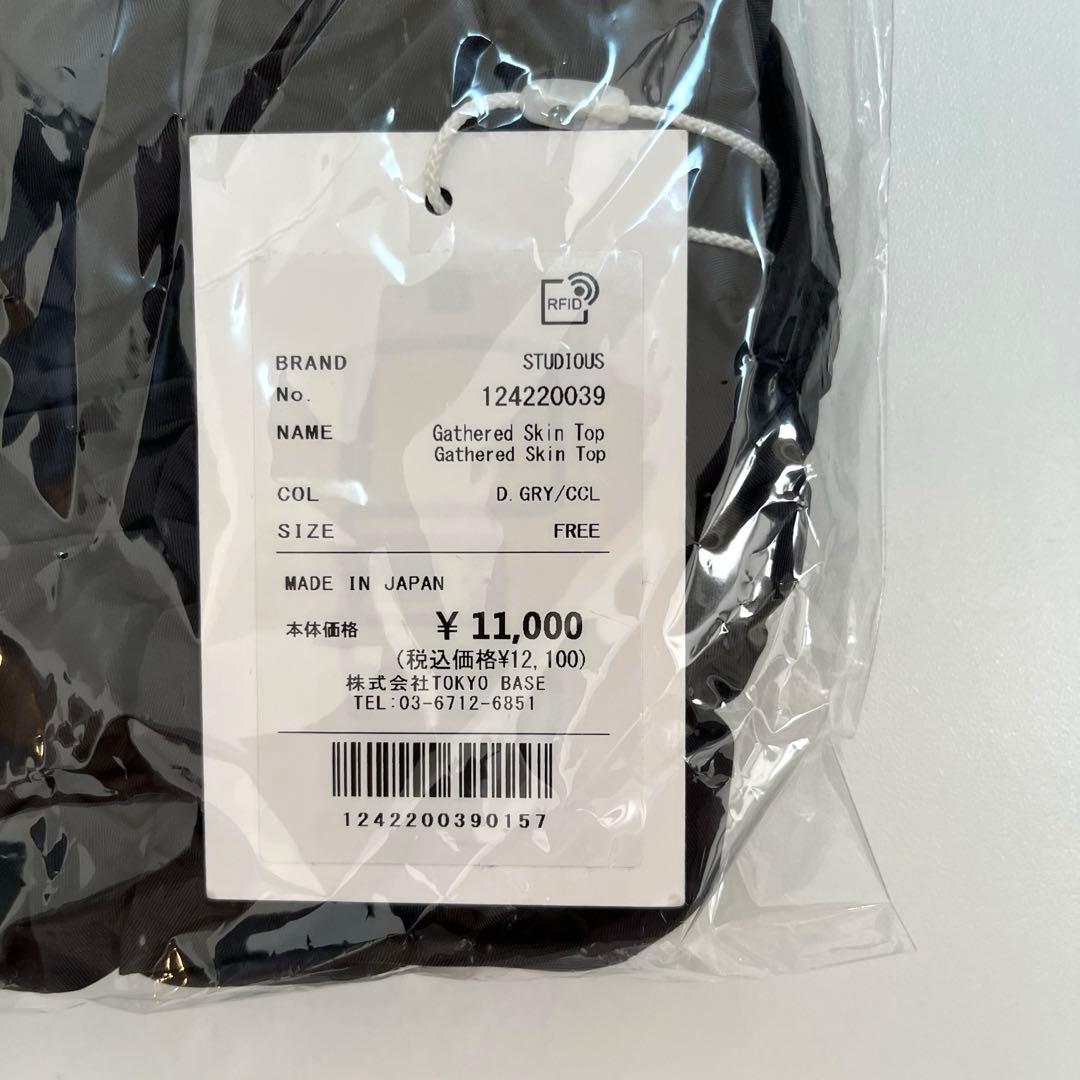 RFID
BRAND STUDIOUS
No. 124220039
NAME Gathered Skin Top
Gathered Skin Top
COL D.GRY/CCL
SIZE FREE
MADE IN JAPAN
本体価格 ¥ 11,000
(税込価格¥12,100)
株式会社TOKYO BASE
TEL:03-6712-6851
1242200390157